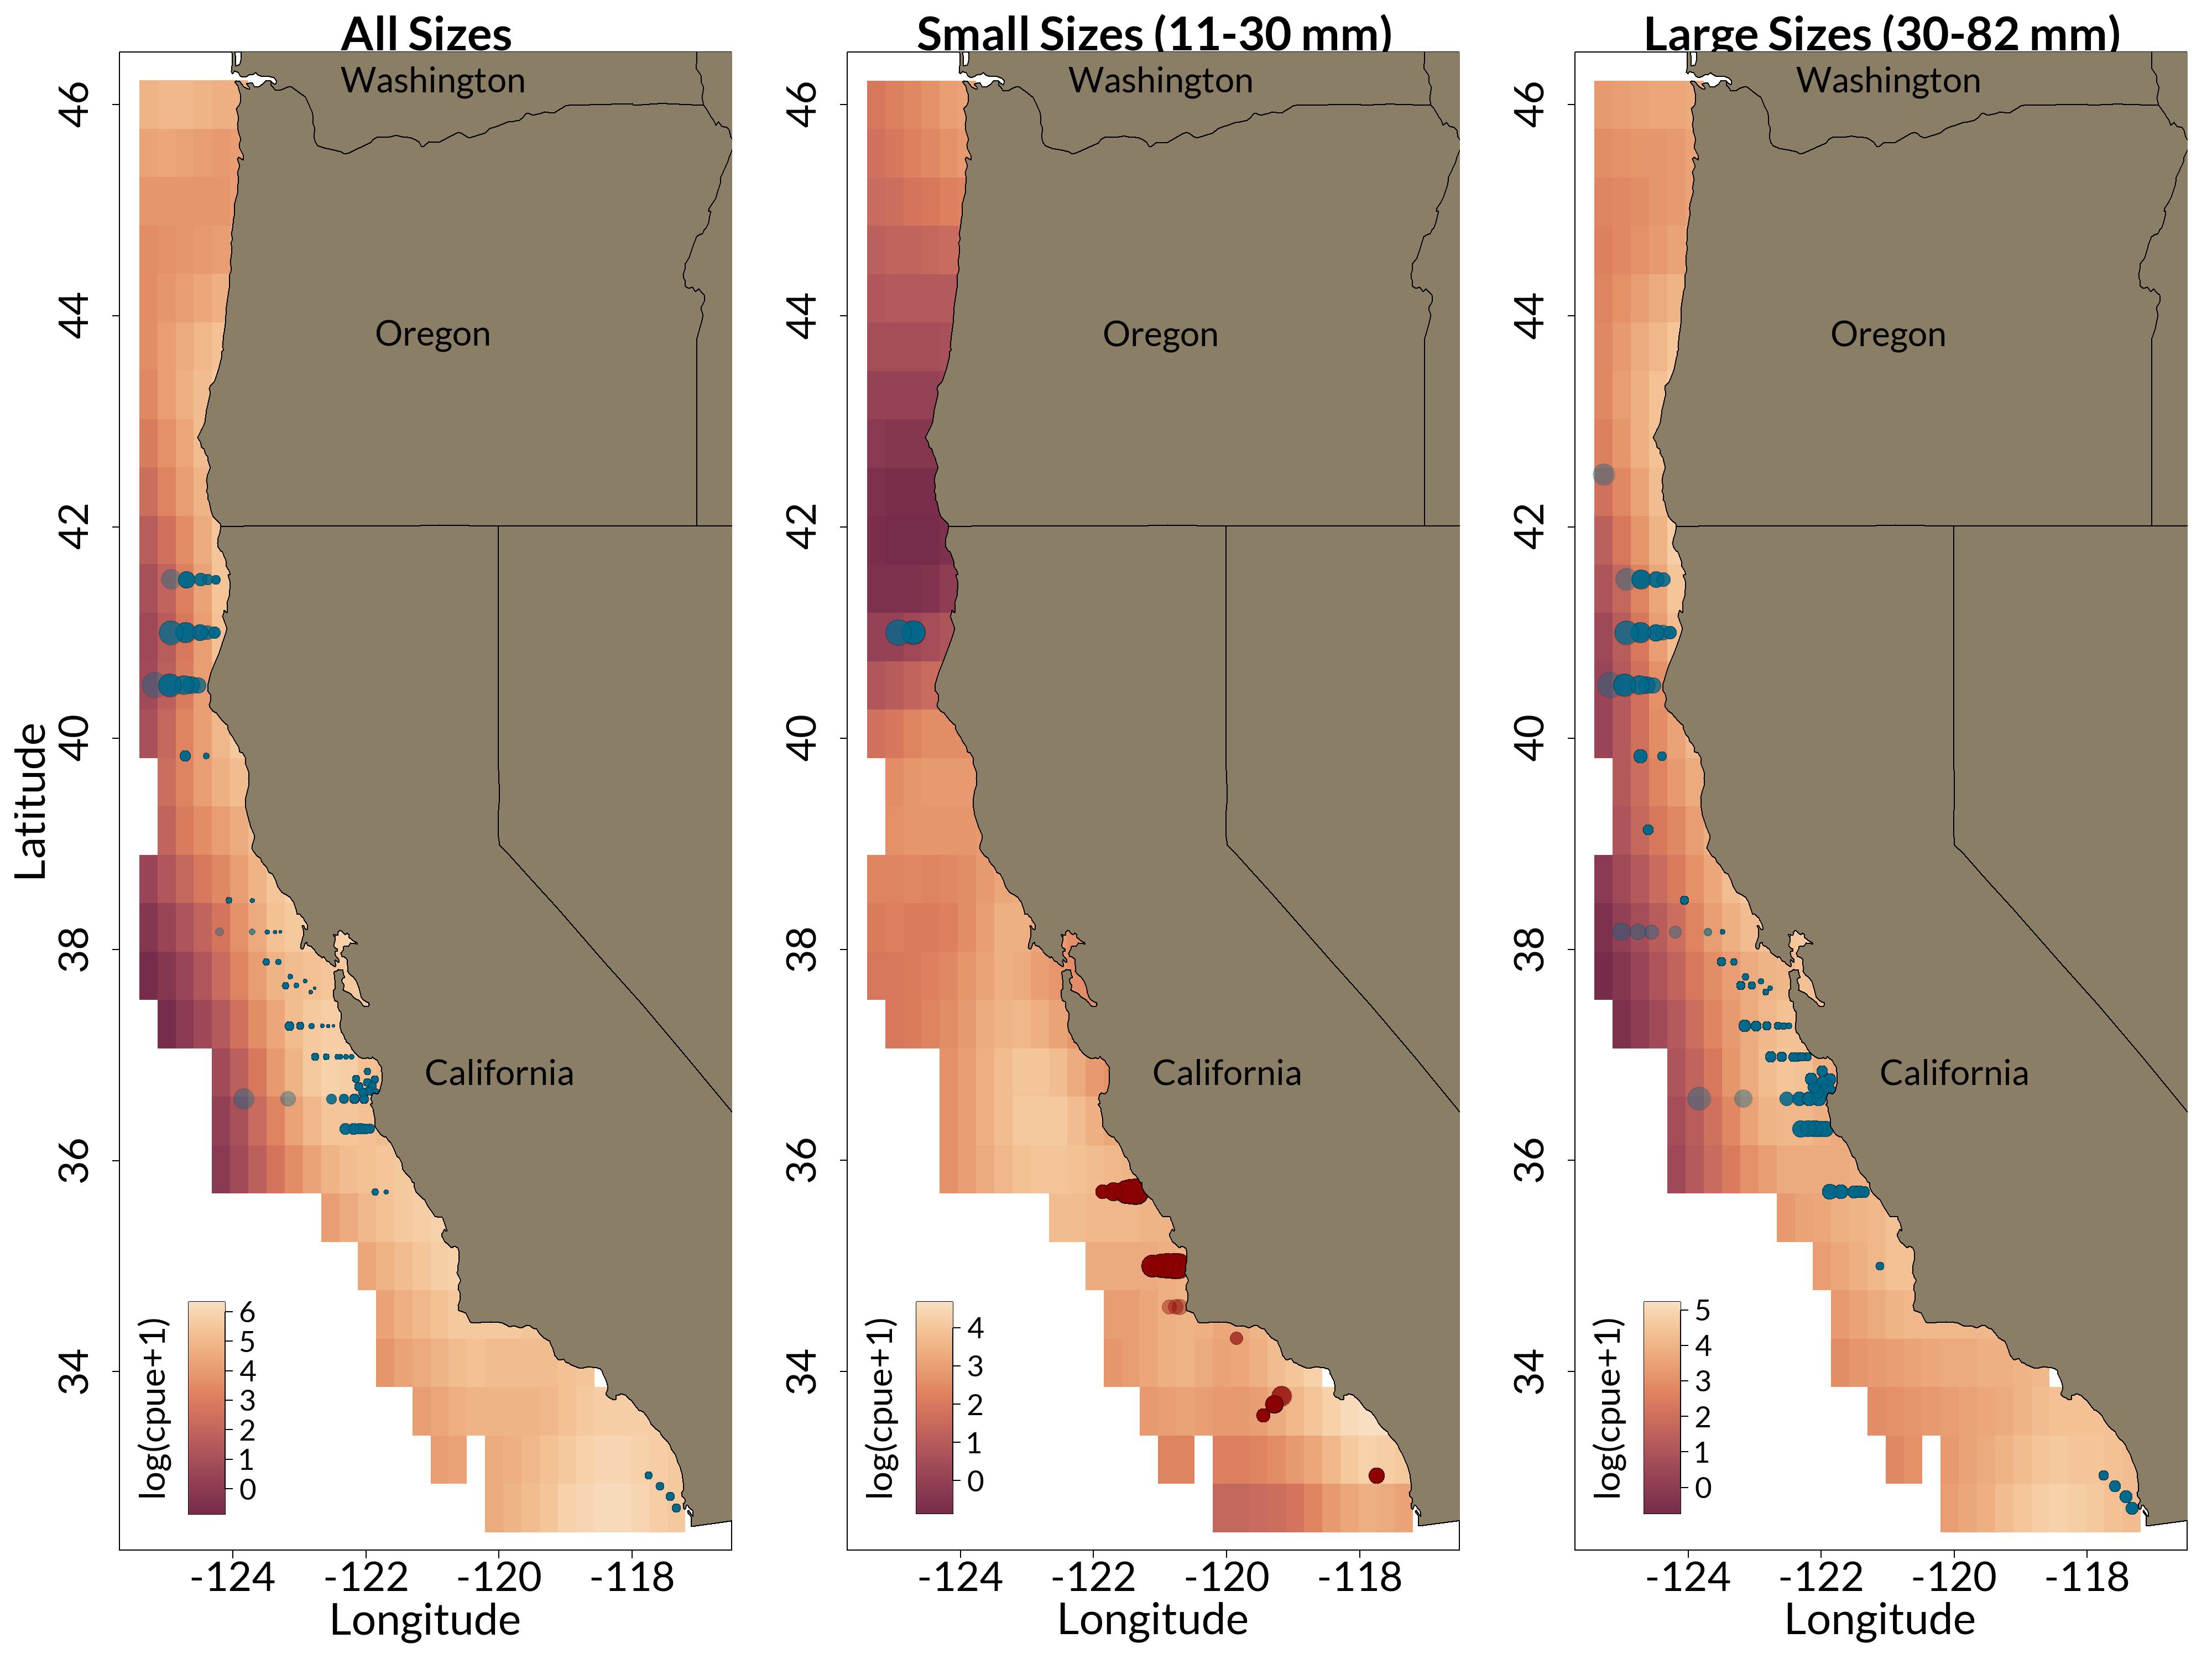 All Sizes
Small Sizes (11-30 mm)
Large Sizes (30-82 mm)
Latitude
46
44
42
40
38
36
34
Washington
Oregon
California
log(cpue+1)
6
5
4
3
2
1
0
-124
-122
-120
-118
Longitude
46
44
42
40
38
36
34
Washington
Oregon
California
log(cpue+1)
4
3
2
1
0
-124
-122
-120
-118
Longitude
46
44
42
40
38
36
34
Washington
Oregon
California
log(cpue+1)
5
4
3
2
1
0
-124
-122
-120
-118
Longitude